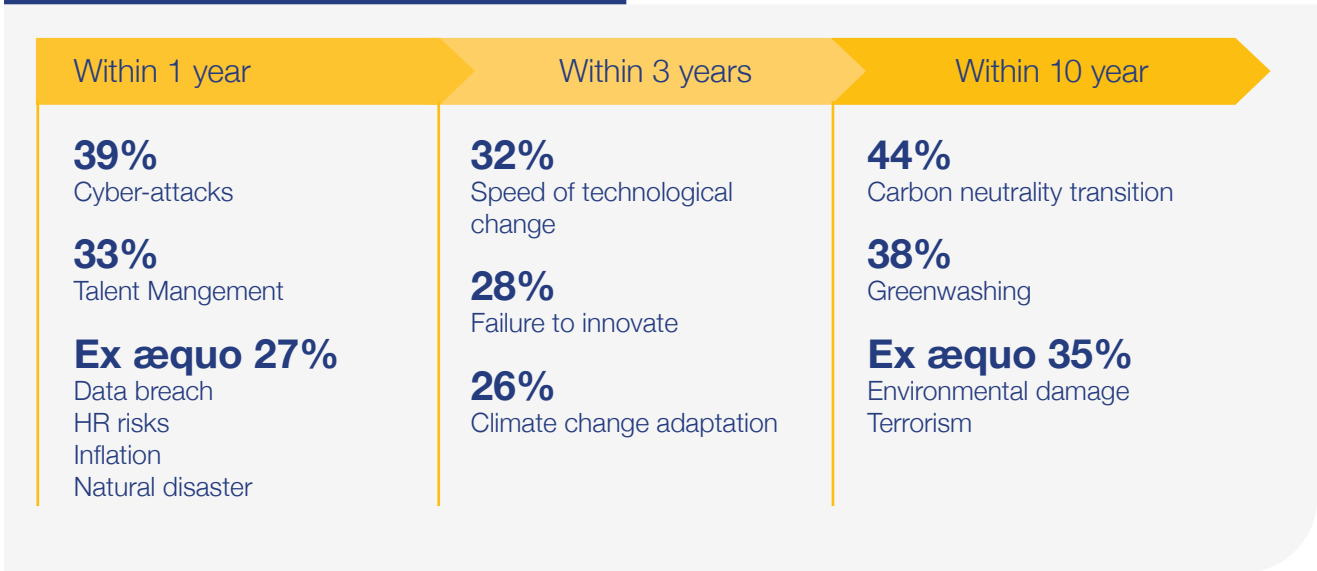 Within 1 year
Within 3 years
Within 10 year
39%
Cyber-attacks
33%
Talent Mangement
Ex æquo 27%
Data breach
HR risks
Inflation
Natural disaster
32%
Speed of technological
change
28%
Failure to innovate
26%
Climate change adaptation
44%
Carbon neutrality transition
38%
Greenwashing
Ex æquo 35%
Environmental damage
Terrorism